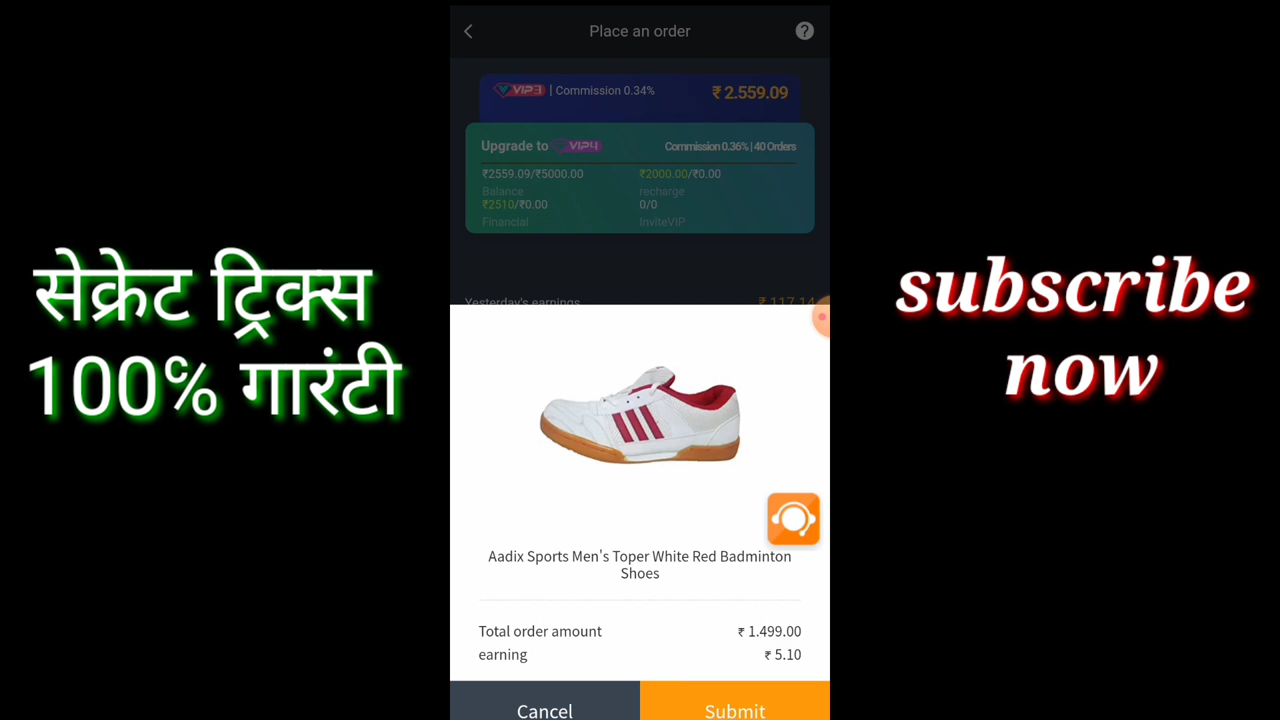 Place an order
VIP3 | Commission 0.34% ₹ 2.559.09
Upgrade to VIP4 Commission 0.36% | 40 Orders
₹2559.09/₹5000.00 ₹2000.00/₹0.00
Balance recharge
₹2510/₹0.00 0/0
Financial InviteVIP
Yesterday's earnings ₹ 117.14
सेक्रेट ट्रिक्स
100% गारंटी
subscribe
now
Aadix Sports Men's Toper White Red Badminton
Shoes
Total order amount ₹ 1.499.00
earning ₹ 5.10
Cancel Submit